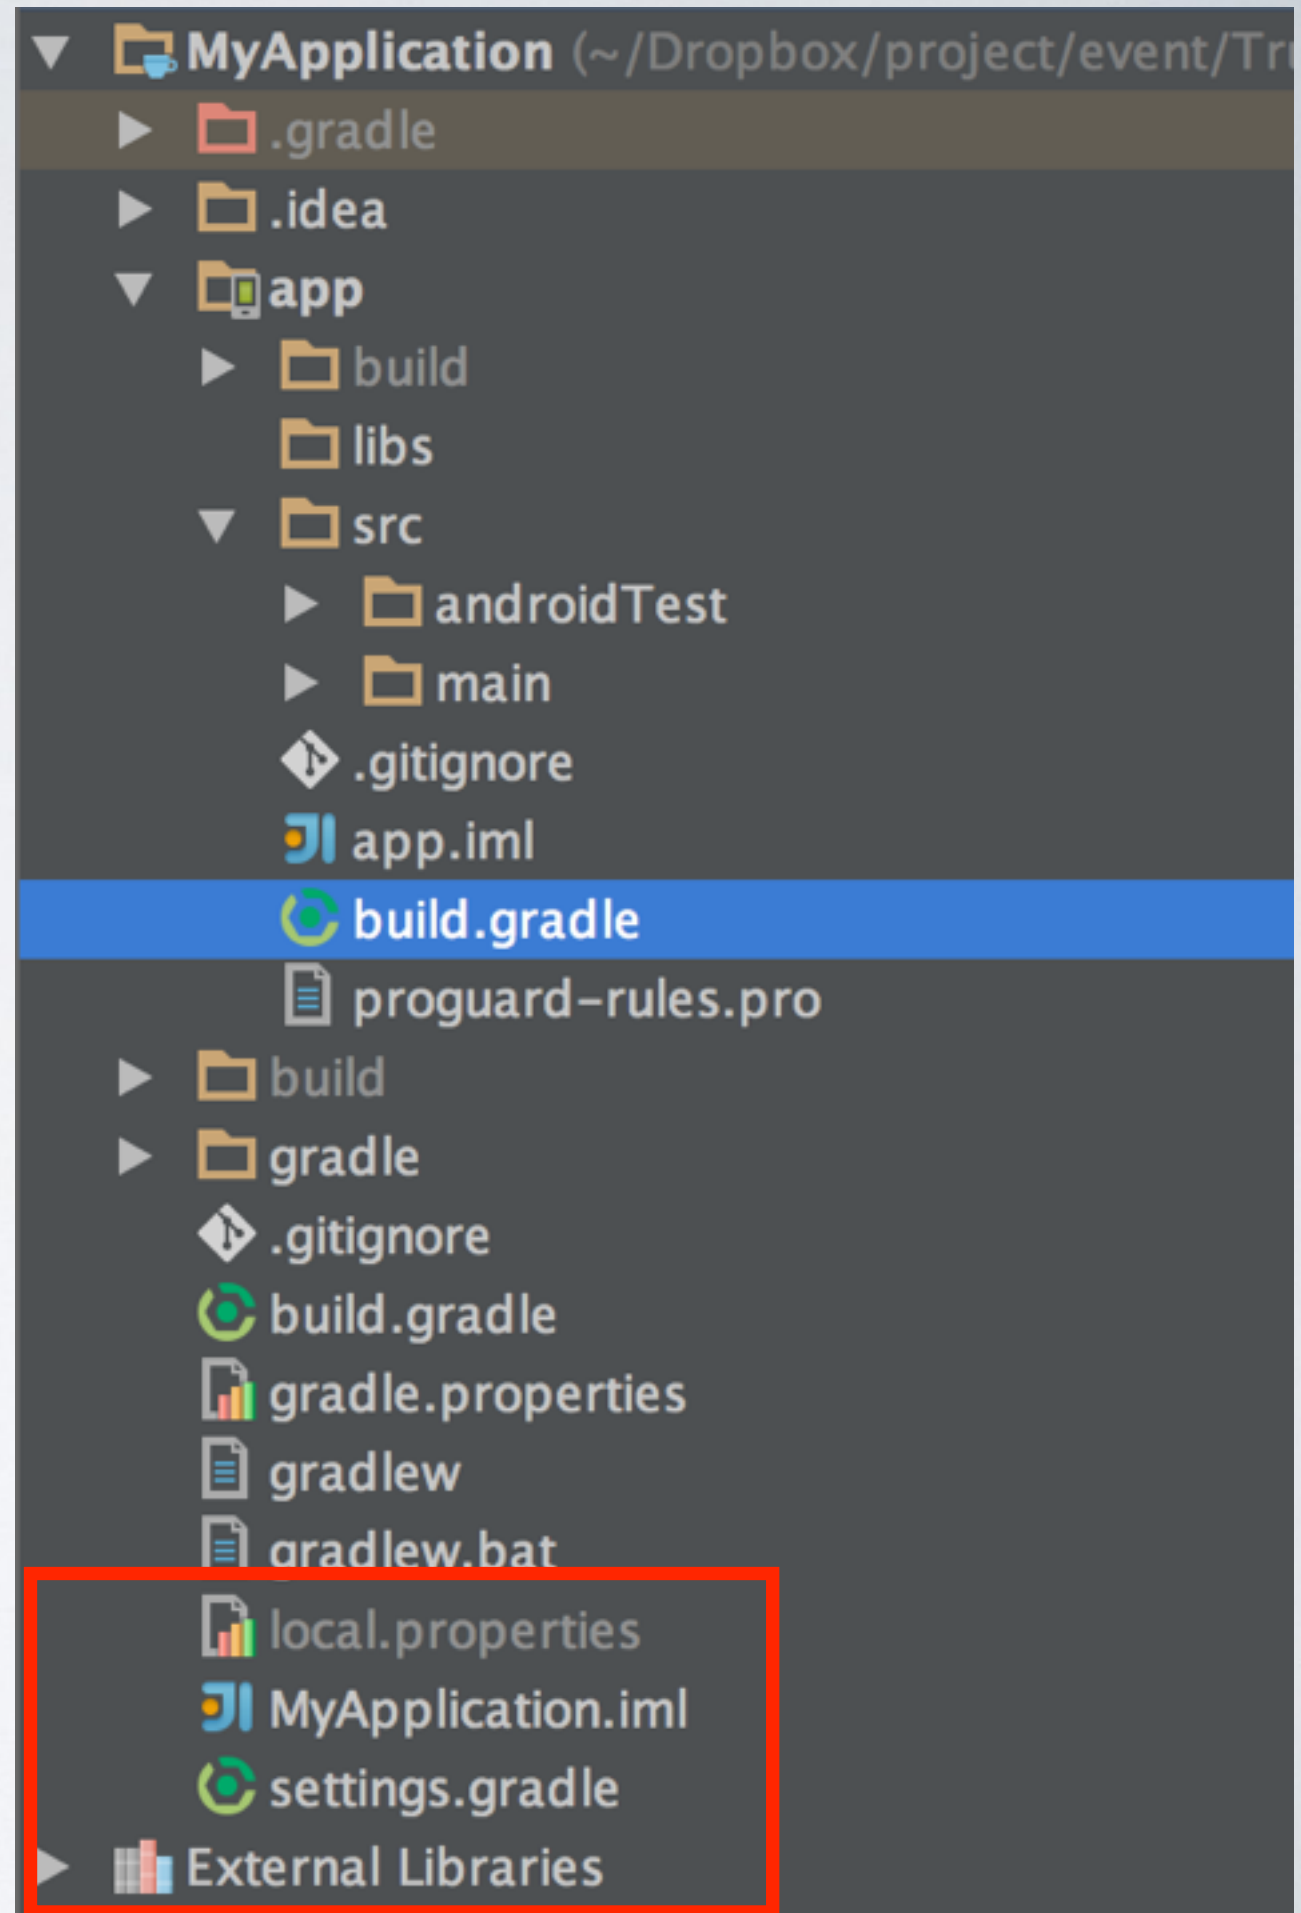 MyApplication (~/Dropbox/project/event/
.gradle
.idea
app
build
libs
src
androidTest
main
.gitignore
app.iml
build.gradle
proguard-rules.pro
build
gradle
.gitignore
build.gradle
gradle.properties
gradlew
gradlew.bat
local.properties
MyApplication.iml
settings.gradle
External Libraries